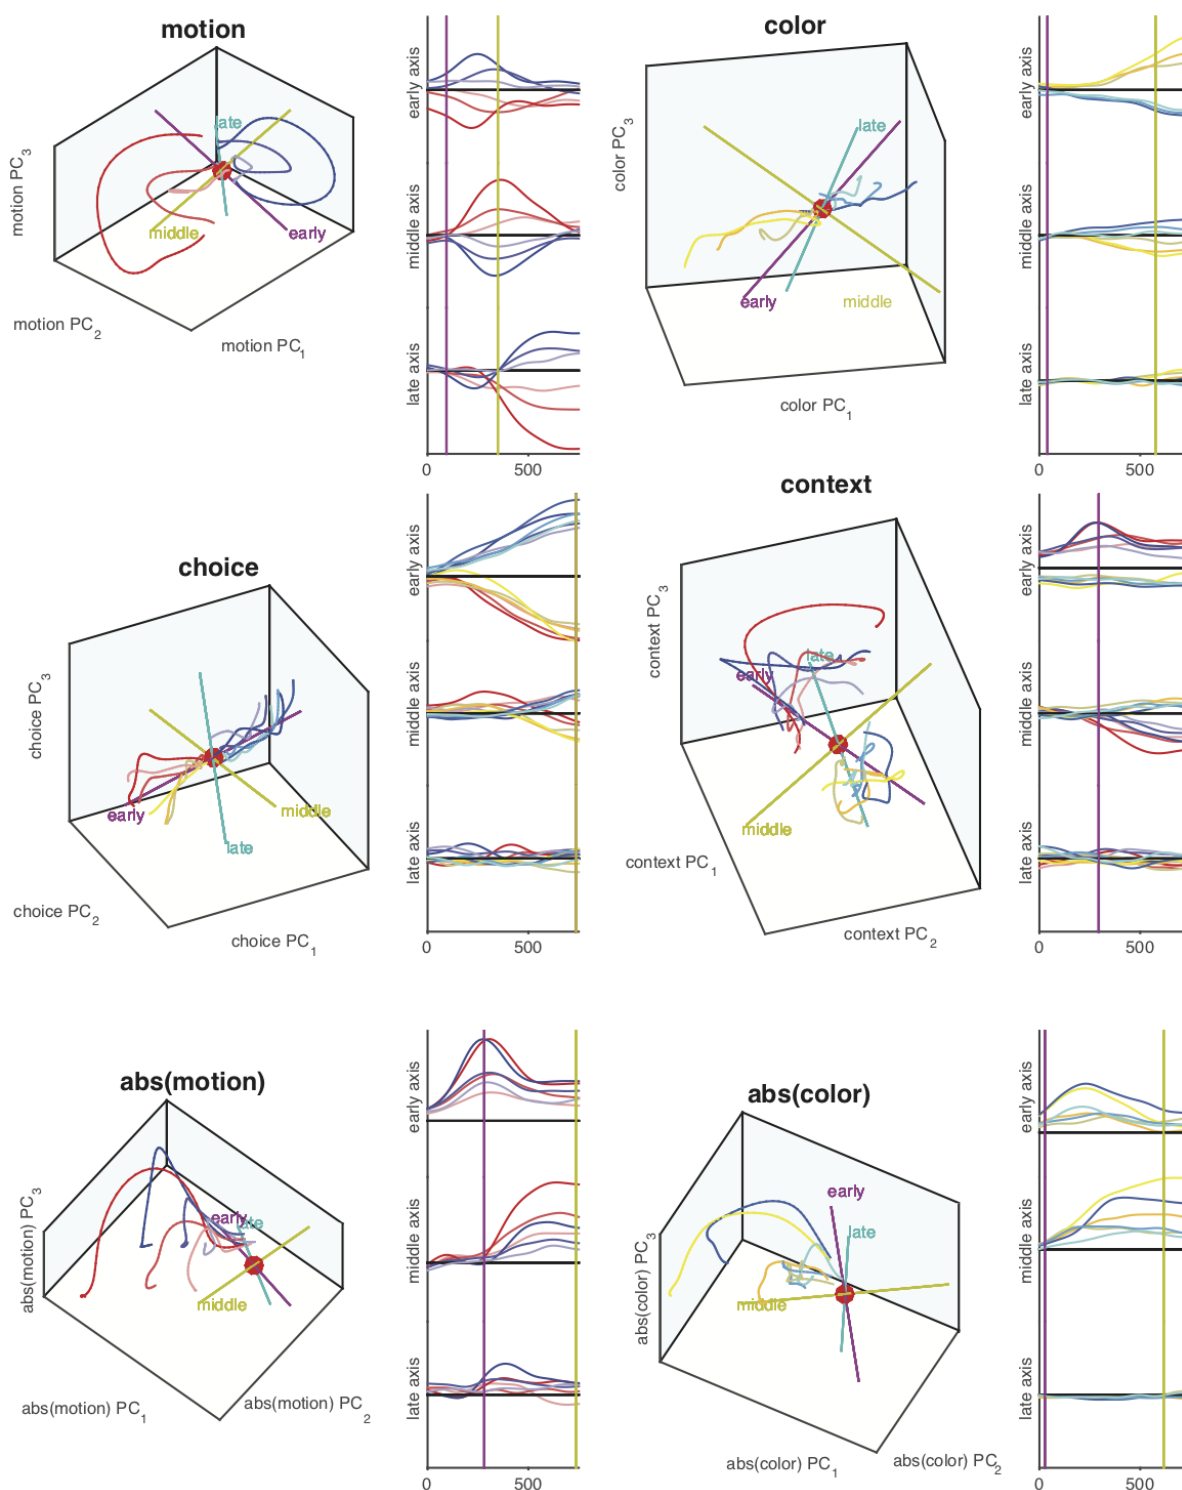 motion
late
middle
early
motion PC3
motion PC2
motion PC1
early axis
middle axis
late axis
0
500
color
late
early
middle
color PC3
color PC1
early axis
middle axis
late axis
0
500
choice
early
middle
late
choice PC3
choice PC2
choice PC1
early axis
middle axis
late axis
0
500
context
late
early
middle
context PC3
context PC1
context PC2
early axis
middle axis
late axis
0
500
abs(motion)
early
late
middle
abs(motion) PC3
abs(motion) PC1
abs(motion) PC2
early axis
middle axis
late axis
0
500
abs(color)
early
late
middle
abs(color) PC3
abs(color) PC1
abs(color) PC2
early axis
middle axis
late axis
0
500